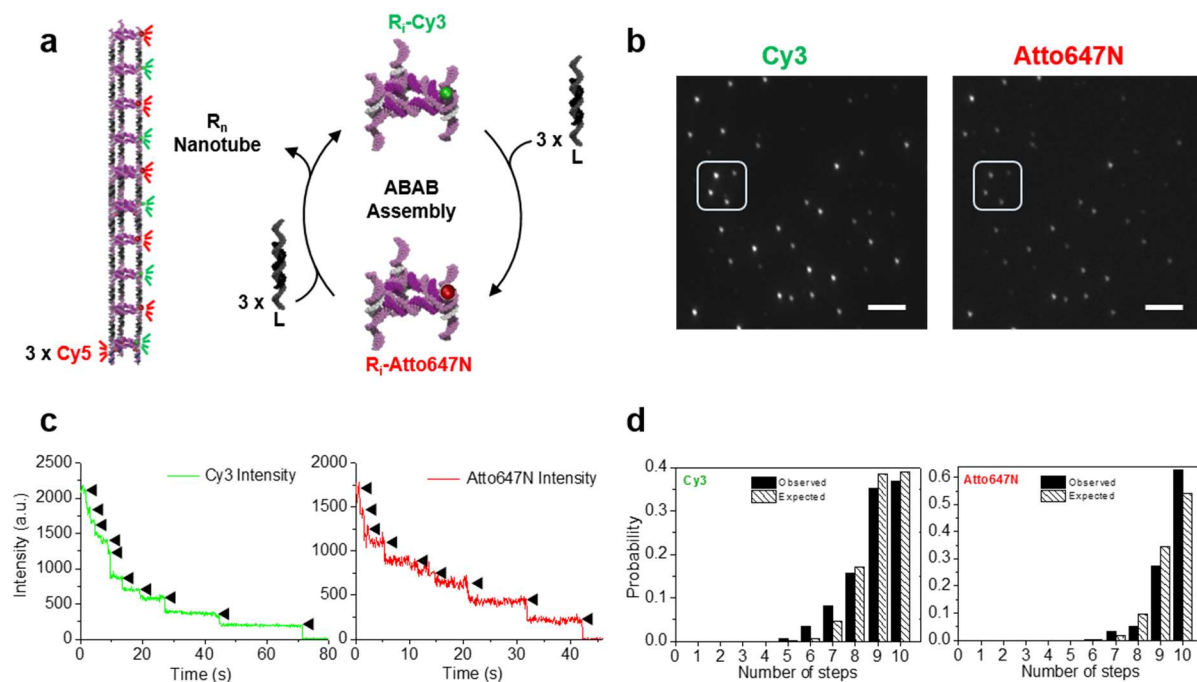 a
R_i-Cy3
R_n
Nanotube
3 x
L
ABAB
Assembly
3 x
L
3 x Cy5
R_i-Atto647N
b
Cy3
Atto647N
c
Intensity (a.u.)
2500
2000
1500
1000
500
0
Cy3 Intensity
0 20 40 60 80
Time (s)
2000
1500
1000
500
0
Atto647N Intensity
0 20 40
Time (s)
d
Probability
0.4
0.3
0.2
0.1
0.0
Cy3
Observed
Expected
0 1 2 3 4 5 6 7 8 9 10
Number of steps
0.6
0.5
0.4
0.3
0.2
0.1
0.0
Atto647N
Observed
Expected
0 1 2 3 4 5 6 7 8 9 10
Number of steps